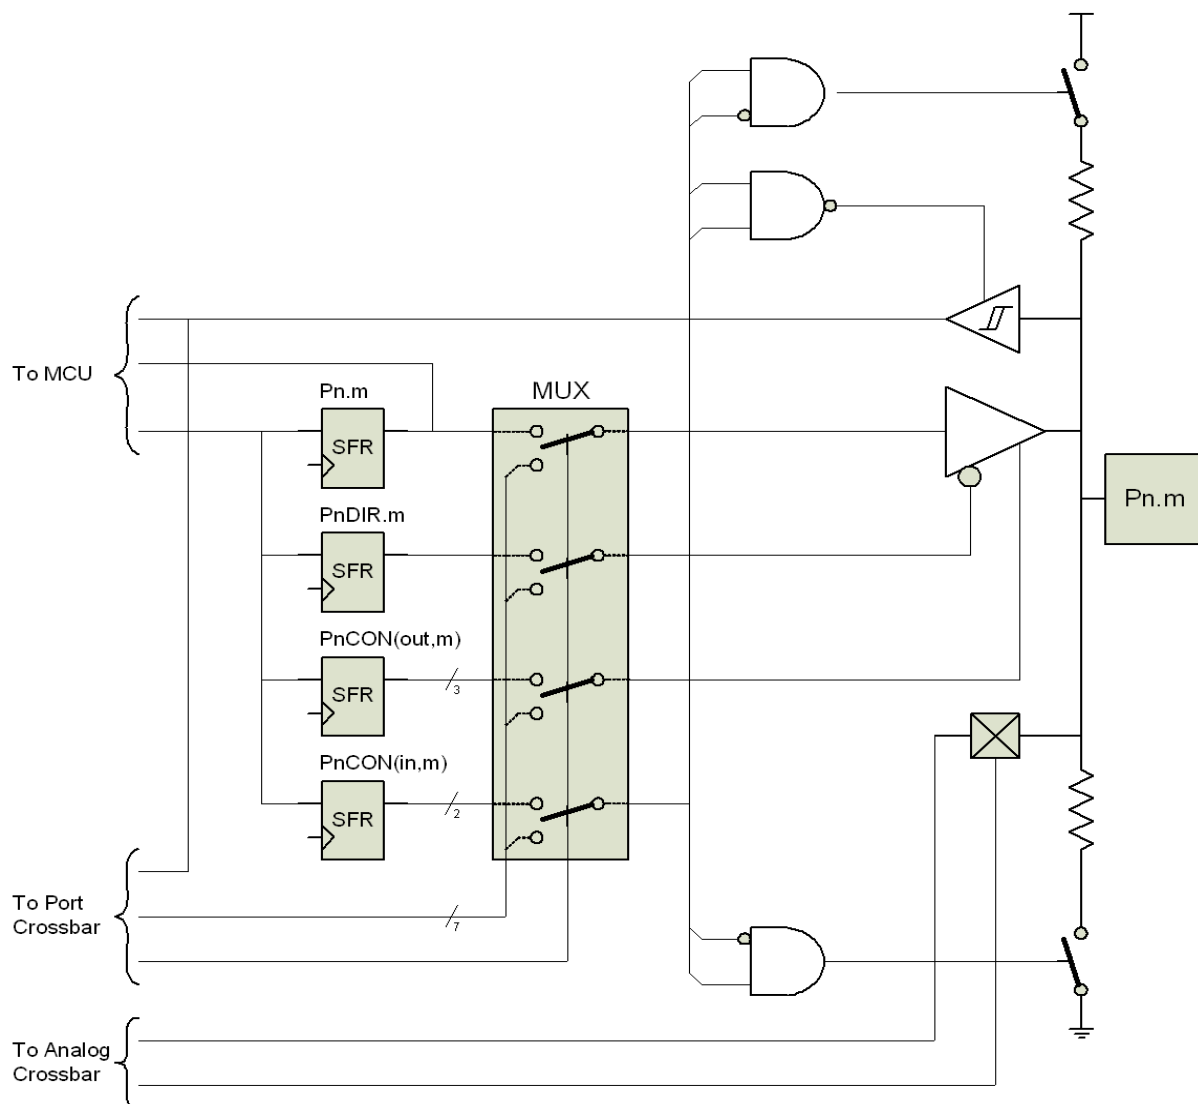 To MCU
Pn.m
SFR
MUX
Pn.m
PnDIR.m
SFR
PnCON(out,m)
SFR
3
PnCON(in,m)
SFR
2
To Port
Crossbar
7
To Analog
Crossbar